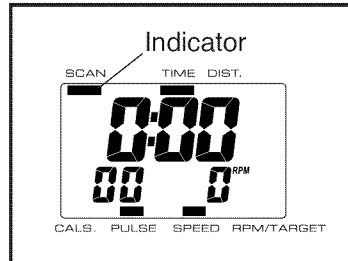 Indicator
SCAN TIME DIST.
0:00
00 0 RPM
CALS. PULSE SPEED RPM/TARGET